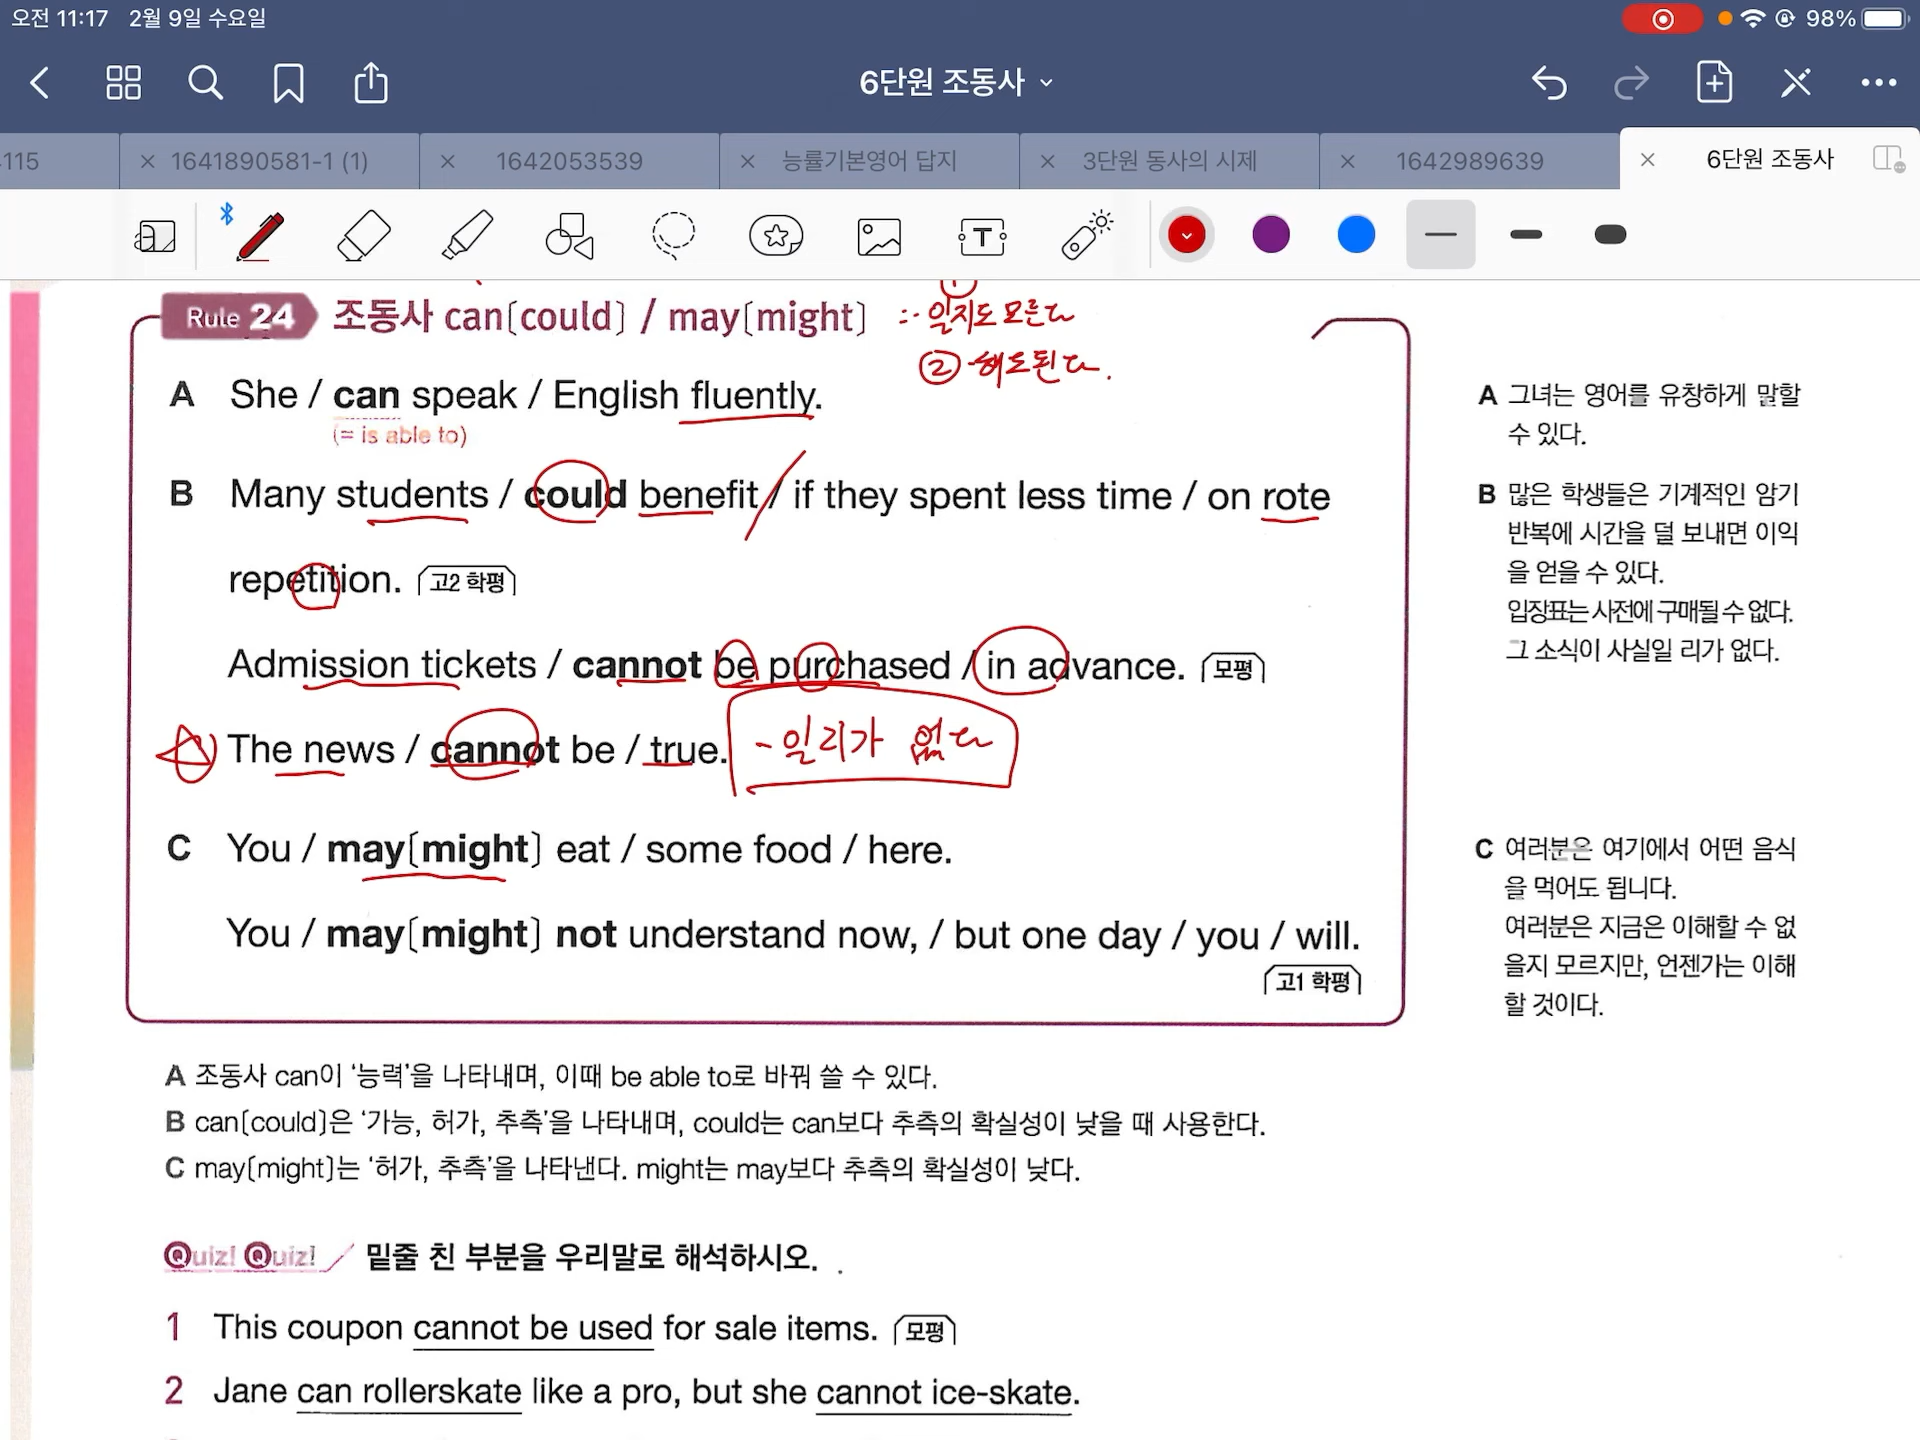 오전 11:17 2월 9일 수요일 98%
6단원 조동사
115 1641890581-1 (1) 1642053539 능률기본영어 답지 3단원 동사의 시제 1642989639 6단원 조동사
Rule 24 조동사 can(could) / may(might) ①
:- 일지도 모른다
② -해도된다.
A She / can speak / English fluently.
(= is able to)
B Many students / could benefit / if they spent less time / on rote
repetition. 고2 학평
Admission tickets / cannot be purchased / in advance. 모평
The news / cannot be / true. - 일리가 없다
C You / may(might) eat / some food / here.
You / may(might) not understand now, / but one day / you / will.
고1 학평
A 그녀는 영어를 유창하게 말할
수 있다.
B 많은 학생들은 기계적인 암기
반복에 시간을 덜 보내면 이익
을 얻을 수 있다.
입장표는 사전에 구매될 수 없다.
그 소식이 사실일 리가 없다.
C 여러분은 여기에서 어떤 음식
을 먹어도 됩니다.
여러분은 지금은 이해할 수 없
을지 모르지만, 언젠가는 이해
할 것이다.
A 조동사 can이 ‘능력’을 나타내며, 이때 be able to로 바꿔 쓸 수 있다.
B can(could)은 ‘가능, 허가, 추측’을 나타내며, could는 can보다 추측의 확실성이 낮을 때 사용한다.
C may(might)는 ‘허가, 추측’을 나타낸다. might는 may보다 추측의 확실성이 낮다.
Quiz! Quiz! 밑줄 친 부분을 우리말로 해석하시오.
1 This coupon cannot be used for sale items. 모평
2 Jane can rollerskate like a pro, but she cannot ice-skate.